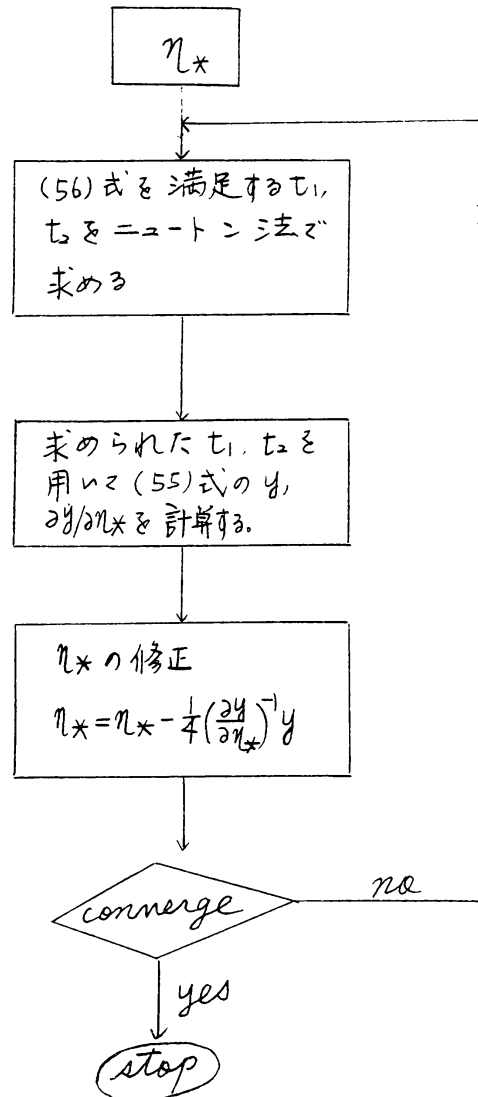 η*
(56)式を満足するt₁,
t₂をニュートン法で
求める
求められたt₁, t₂を
用いて(55)式のy,
∂y/∂η*を計算する.
η*の修正
η* = η* - 1/4 (∂y/∂η*)⁻¹ y
converge
no
yes
stop